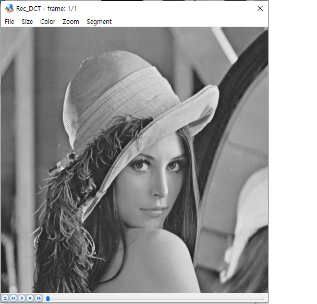 Rec_DCT - frame: 1/1
File Size Color Zoom Segment